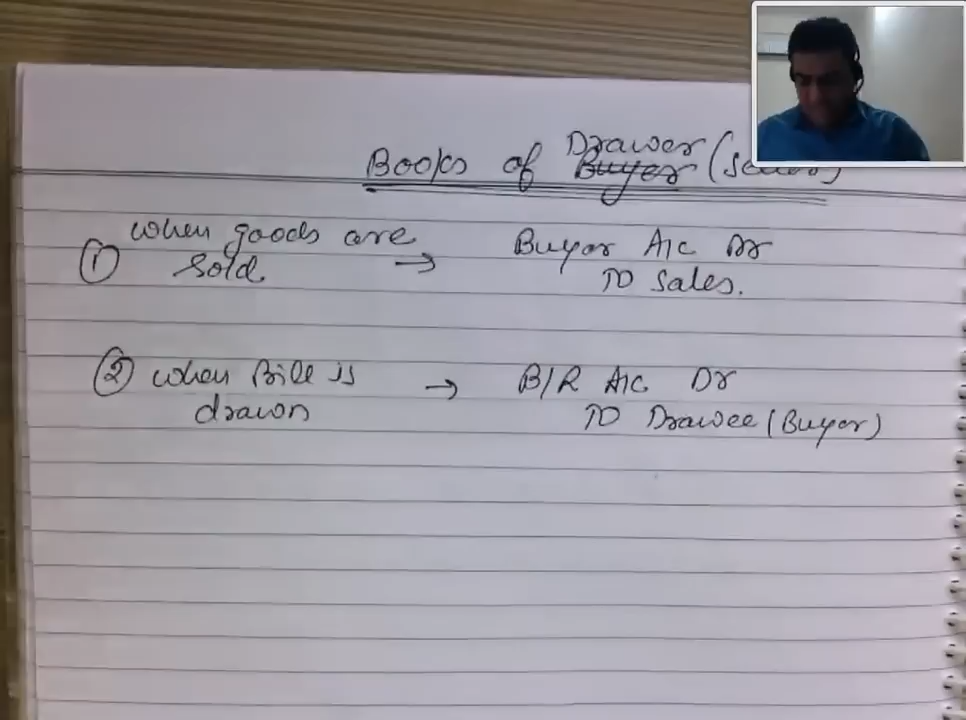 Books of Drawer Buyer (Seller)
① when goods are sold. → Buyer A/c Dr
To Sales.
② when Bill is drawn → B/R A/c Dr
To Drawee (Buyer)